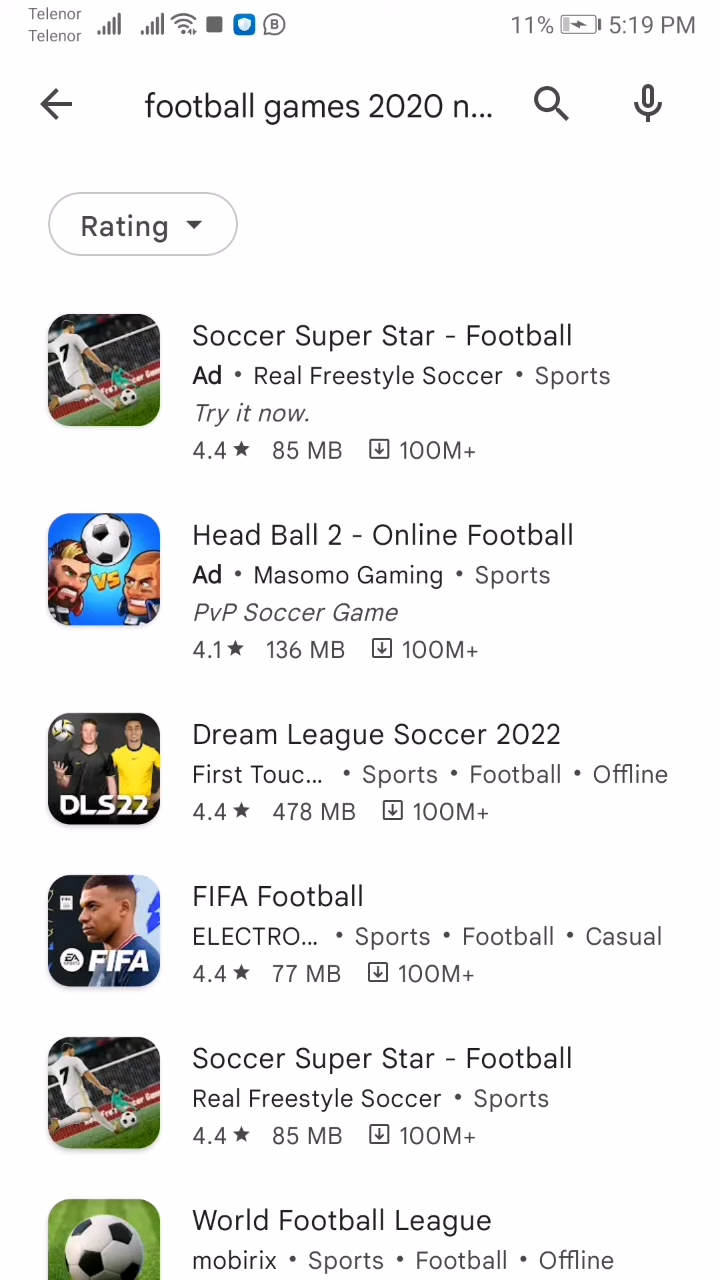 Telenor
Telenor
11% 5:19 PM
football games 2020 n...
Rating
Soccer Super Star - Football
Ad • Real Freestyle Soccer • Sports
Try it now.
4.4★ 85 MB 100M+
VS
Head Ball 2 - Online Football
Ad • Masomo Gaming • Sports
PvP Soccer Game
4.1★ 136 MB 100M+
DLS22
Dream League Soccer 2022
First Touc... • Sports • Football • Offline
4.4★ 478 MB 100M+
EA SPORTS FIFA
FIFA Football
ELECTRO... • Sports • Football • Casual
4.4★ 77 MB 100M+
7
Soccer Super Star - Football
Real Freestyle Soccer • Sports
4.4★ 85 MB 100M+
World Football League
mobirix • Sports • Football • Offline